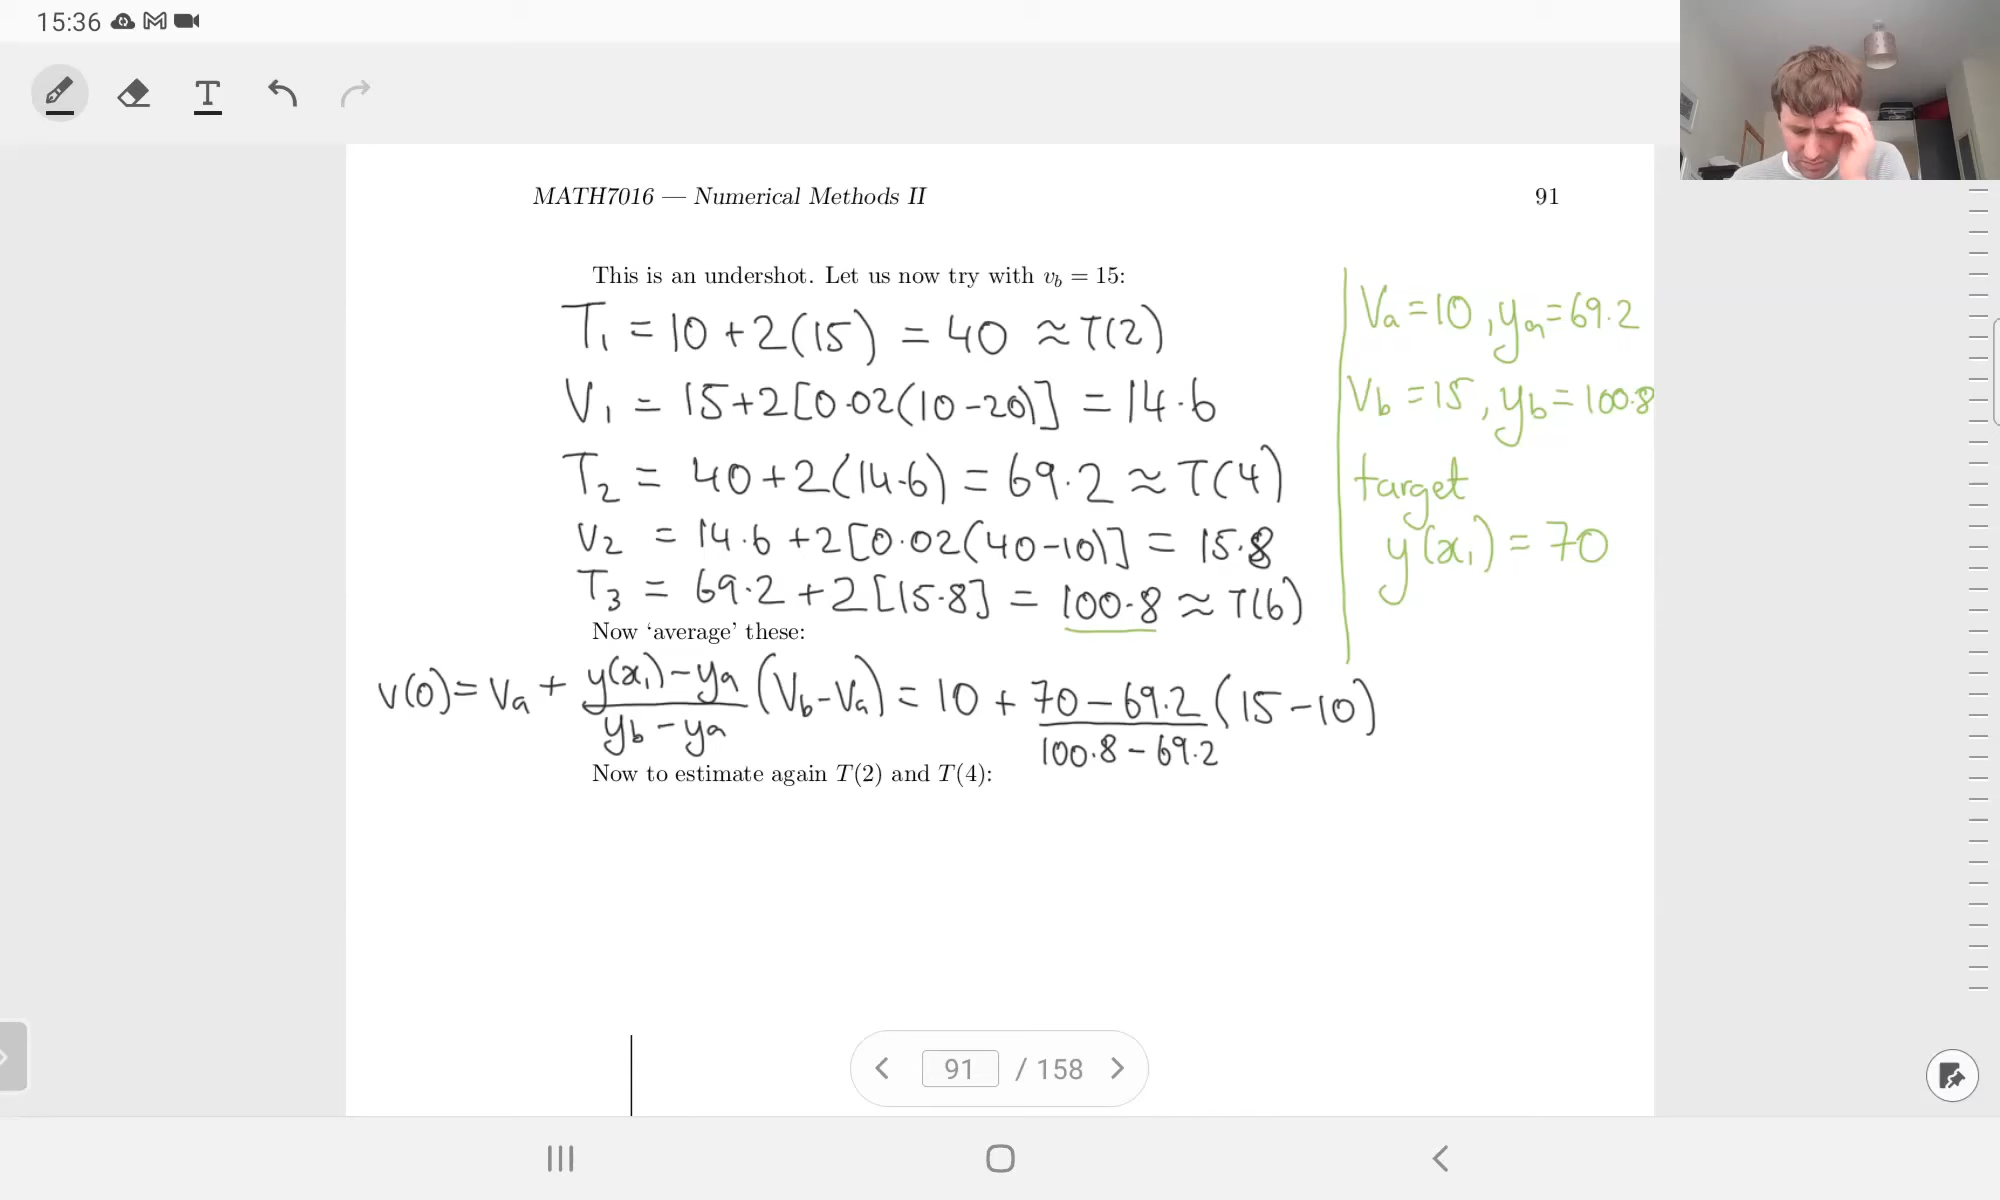 15:36
MATH7016 — Numerical Methods II 91
This is an undershot. Let us now try with v_b = 15:
T₁ = 10 + 2(15) = 40 ≈ T(2)
V₁ = 15 + 2[0.02(10-20)] = 14.6
T₂ = 40 + 2(14.6) = 69.2 ≈ T(4)
V₂ = 14.6 + 2[0.02(40-10)] = 15.8
T₃ = 69.2 + 2[15.8] = 100.8 ≈ T(6)
Va = 10, ya = 69.2
Vb = 15, yb = 100.8
target
y(x₁) = 70
Now ‘average’ these:
v(0) = Va + (y(x₁) - ya)/(yb - ya) (Vb - Va) = 10 + (70 - 69.2)/(100.8 - 69.2) (15 - 10)
Now to estimate again T(2) and T(4):
91 / 158